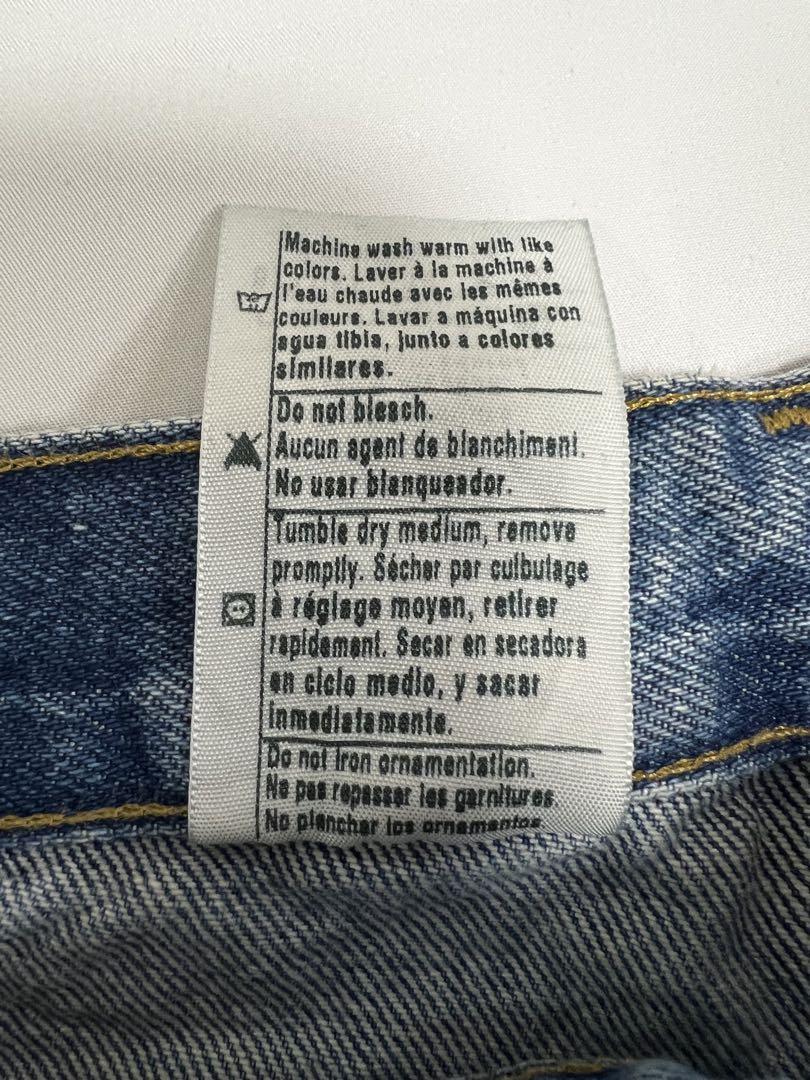 Machine wash warm with like
colors. Laver à la machine à
l'eau chaude avec les mêmes
couleurs. Lavar a máquina con
agua tibia, junto a colores
similares.
Do not bleach.
Aucun agent de blanchiment.
No usar blanqueador.
Tumble dry medium, remove
promptly. Sécher par culbutage
à réglage moyen, retirer
rapidement. Secar en secadora
en ciclo medio, y sacar
inmediatamente.
Do not iron ornamentation.
Ne pas repasser les garnitures
No planchar los ornamentos